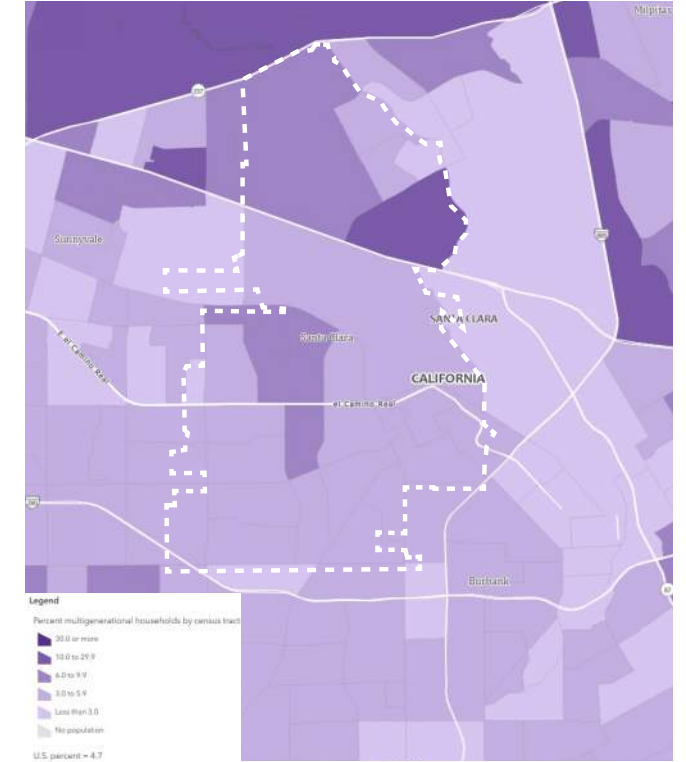 Milpitas
237
Sunnyvale
SANTA CLARA
Santa Clara
E. el Camino Real
CALIFORNIA
el Camino Real
Burbank
87
Legend
Percent multigenerational households by census tract
30.0 or more
10.0 to 29.9
6.0 to 9.9
3.0 to 5.9
Less than 3.0
No population
U.S. percent = 4.7